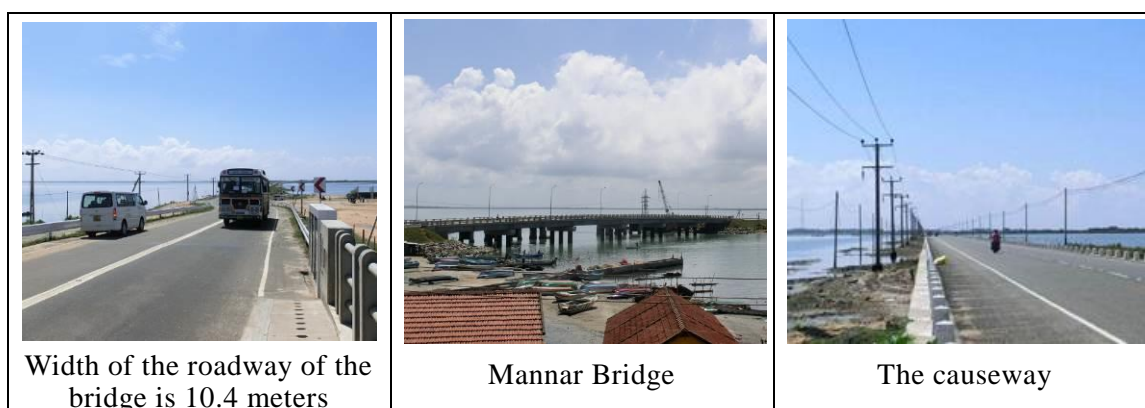 Width of the roadway of the
bridge is 10.4 meters
Mannar Bridge
The causeway